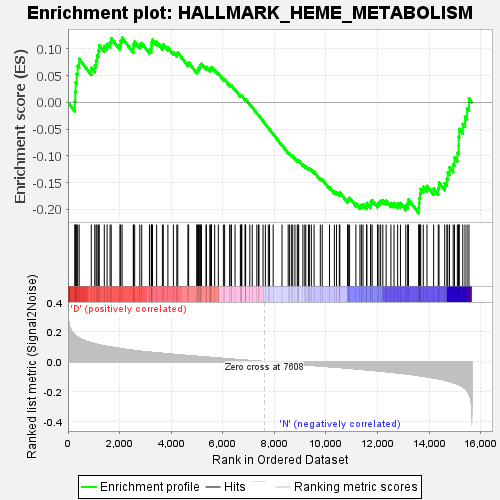 Enrichment plot: HALLMARK_HEME_METABOLISM
Enrichment score (ES)
0.10
0.05
0.00
-0.05
-0.10
-0.15
-0.20
Ranked list metric (Signal2Noise)
'D' (positively correlated)
0.4
0.2
0.0
-0.2
-0.4
Zero cross at 7608
'N' (negatively correlated)
0 2,000 4,000 6,000 8,000 10,000 12,000 14,000 16,000
Rank in Ordered Dataset
Enrichment profile Hits Ranking metric scores